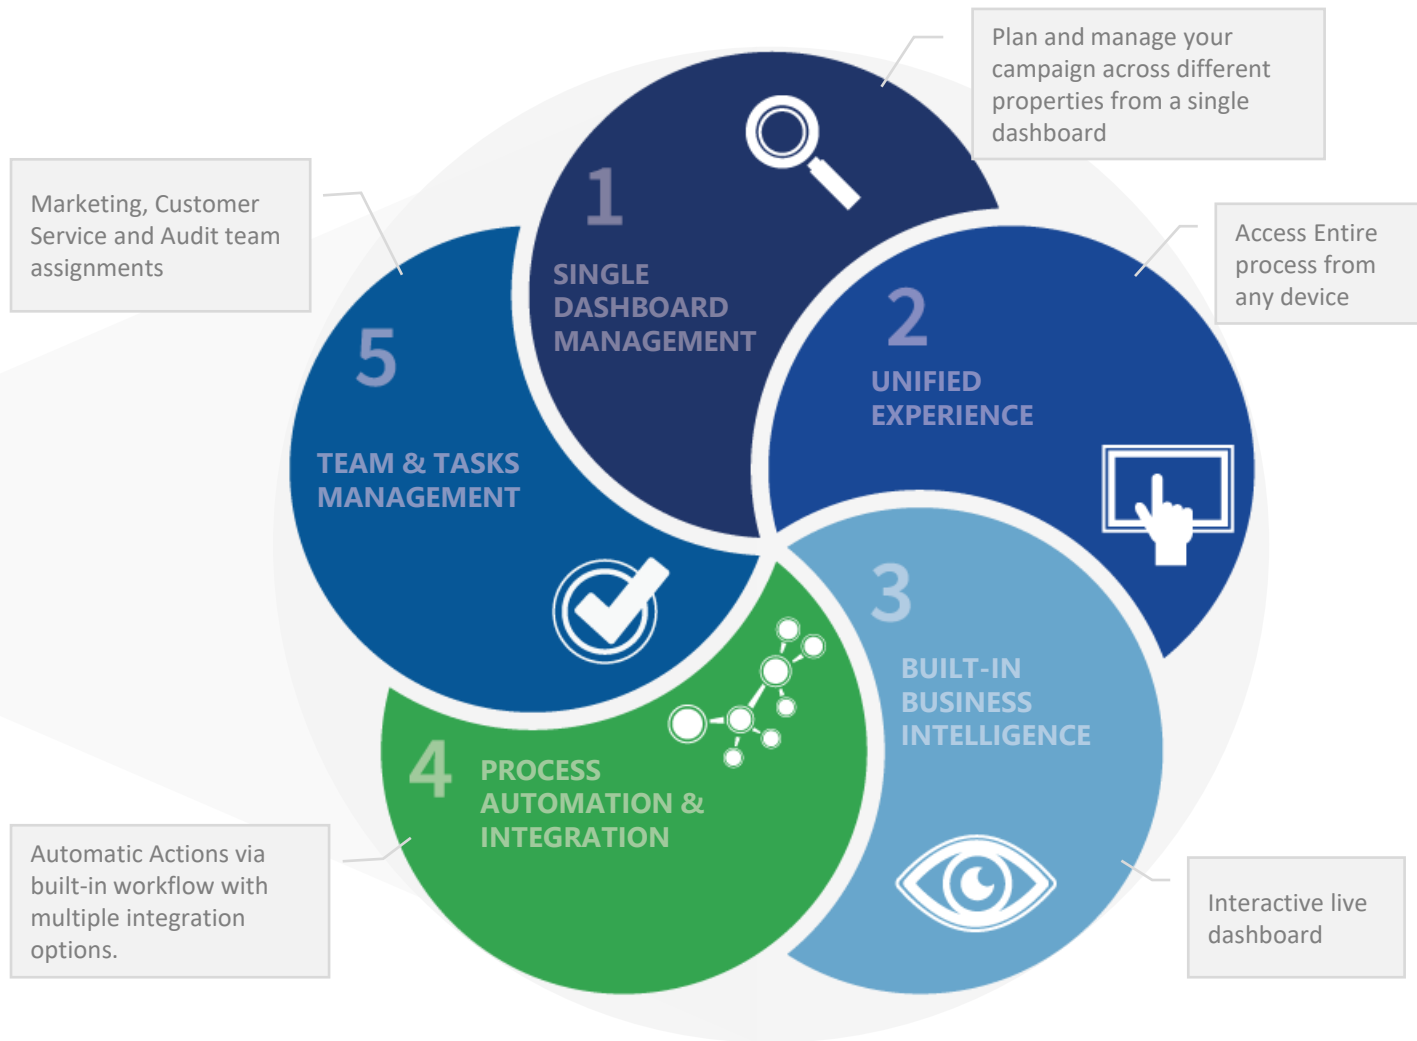 Plan and manage your
campaign across different
properties from a single
dashboard
1
SINGLE
DASHBOARD
MANAGEMENT
Access Entire
process from
any device
2
UNIFIED
EXPERIENCE
3
BUILT-IN
BUSINESS
INTELLIGENCE
Interactive live
dashboard
4
PROCESS
AUTOMATION &
INTEGRATION
Automatic Actions via
built-in workflow with
multiple integration
options.
5
TEAM & TASKS
MANAGEMENT
Marketing, Customer
Service and Audit team
assignments